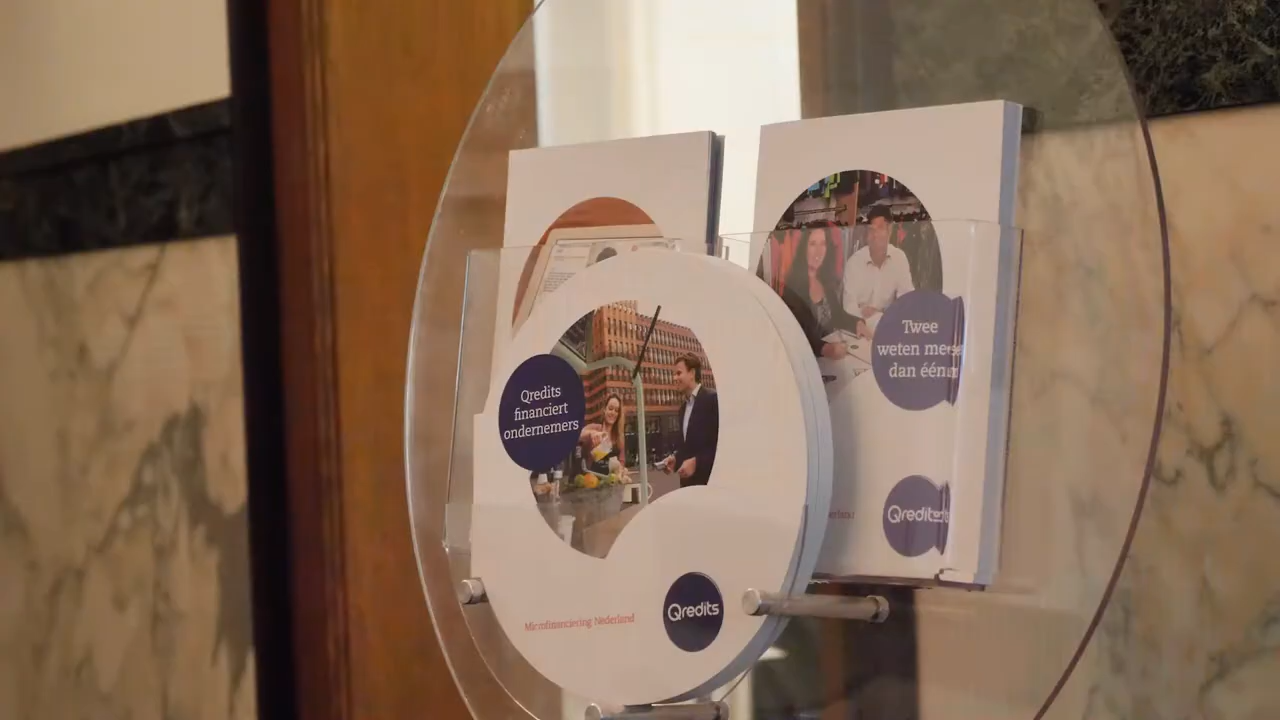 Qredits
financiert
ondernemers
Microfinanciering Nederland
Qredits
Twee
weten meer
dan één
Qredits